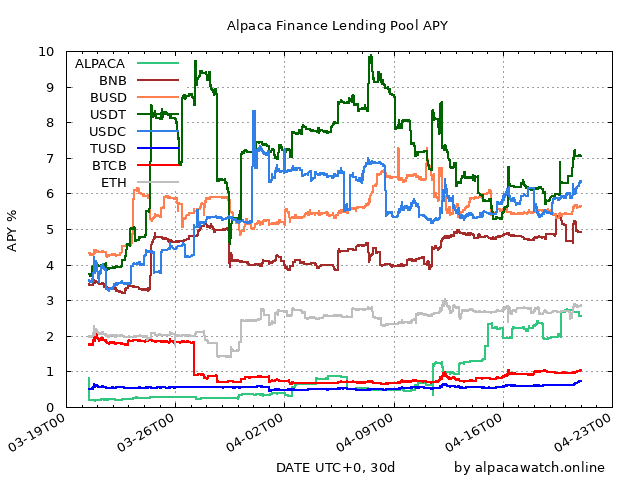 Alpaca Finance Lending Pool APY
10
9
8
7
6
5
4
3
2
1
0
APY %
ALPACA
BNB
BUSD
USDT
USDC
TUSD
BTCB
ETH
03-19T00
03-26T00
04-02T00
04-09T00
04-16T00
04-23T00
DATE UTC+0, 30d
by alpacawatch.online